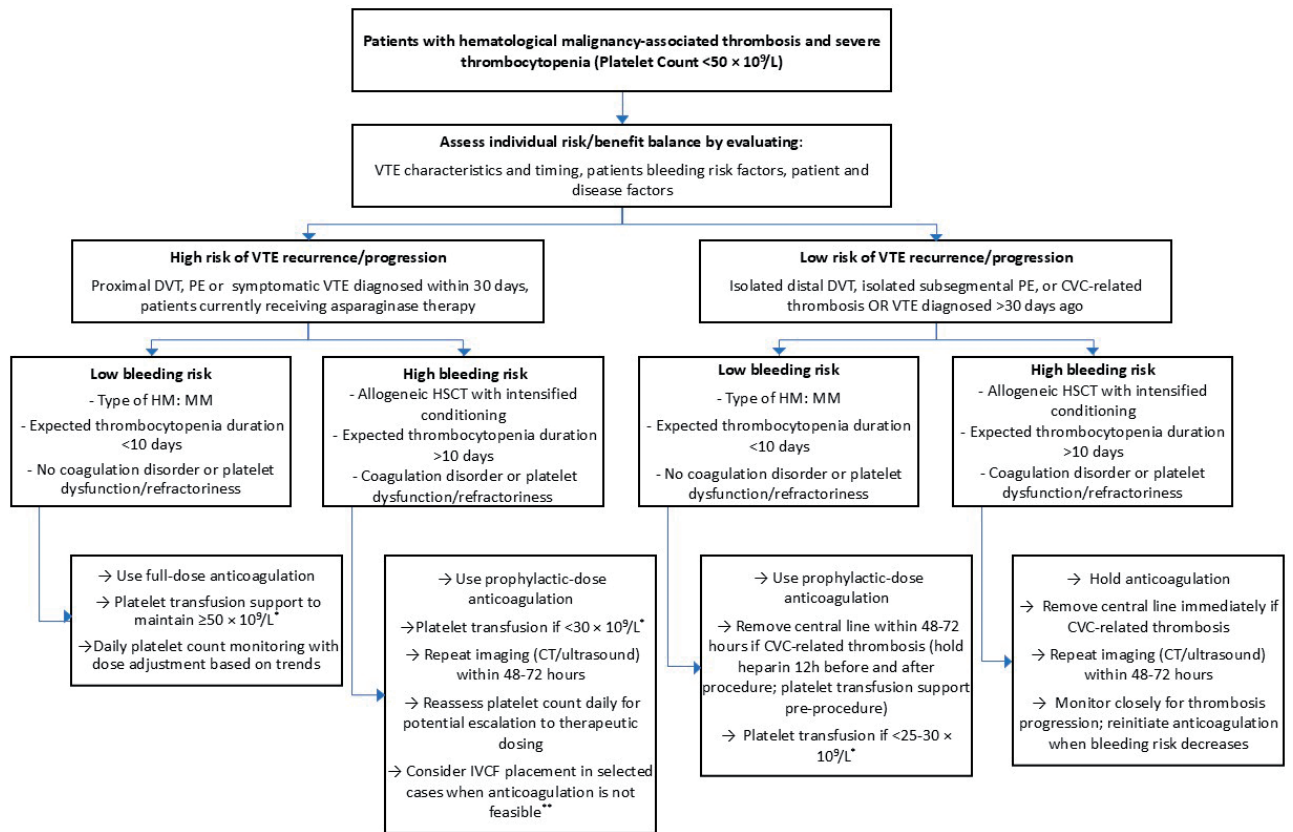 Patients with hematological malignancy-associated thrombosis and severe
thrombocytopenia (Platelet Count <50 × 10⁹/L)
Assess individual risk/benefit balance by evaluating:
VTE characteristics and timing, patients bleeding risk factors, patient and
disease factors
High risk of VTE recurrence/progression
Proximal DVT, PE or symptomatic VTE diagnosed within 30 days,
patients currently receiving asparaginase therapy
Low risk of VTE recurrence/progression
Isolated distal DVT, isolated subsegmental PE, or CVC-related
thrombosis OR VTE diagnosed >30 days ago
Low bleeding risk
- Type of HM: MM
- Expected thrombocytopenia duration
<10 days
- No coagulation disorder or platelet
dysfunction/refractoriness
High bleeding risk
- Allogeneic HSCT with intensified
conditioning
- Expected thrombocytopenia duration
>10 days
- Coagulation disorder or platelet
dysfunction/refractoriness
Low bleeding risk
- Type of HM: MM
- Expected thrombocytopenia duration
<10 days
- No coagulation disorder or platelet
dysfunction/refractoriness
High bleeding risk
- Allogeneic HSCT with intensified
conditioning
- Expected thrombocytopenia duration
>10 days
- Coagulation disorder or platelet
dysfunction/refractoriness
→ Use full-dose anticoagulation
→ Platelet transfusion support to
maintain ≥50 × 10⁹/L*
→Daily platelet count monitoring with
dose adjustment based on trends
→ Use prophylactic-dose
anticoagulation
→Platelet transfusion if <30 × 10⁹/L*
→ Repeat imaging (CT/ultrasound)
within 48-72 hours
→ Reassess platelet count daily for
potential escalation to therapeutic
dosing
→ Consider IVCF placement in selected
cases when anticoagulation is not
feasible**
→ Use prophylactic-dose
anticoagulation
→ Remove central line within 48-72
hours if CVC-related thrombosis (hold
heparin 12h before and after
procedure; platelet transfusion support
pre-procedure)
→ Platelet transfusion if <25-30 ×
10⁹/L*
→ Hold anticoagulation
→ Remove central line immediately if
CVC-related thrombosis
→ Repeat imaging (CT/ultrasound)
within 48-72 hours
→ Monitor closely for thrombosis
progression; reinitiate anticoagulation
when bleeding risk decreases